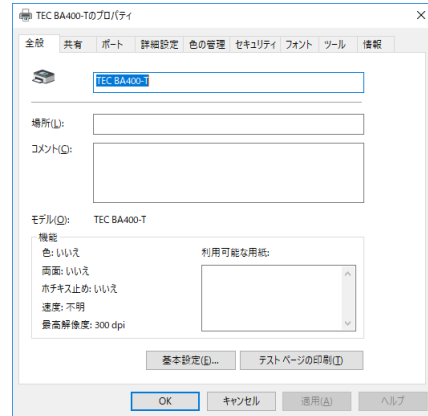 TEC BA400-Tのプロパティ
全般 共有 ポート 詳細設定 色の管理 セキュリティ フォント ツール 情報
TEC BA400-T
場所(L):
コメント(C):
モデル(O): TEC BA400-T
機能
色: いいえ 利用可能な用紙:
両面: いいえ
ホチキス止め: いいえ
速度: 不明
最高解像度: 300 dpi
基本設定(E)... テスト ページの印刷(T)
OK キャンセル 適用(A) ヘルプ